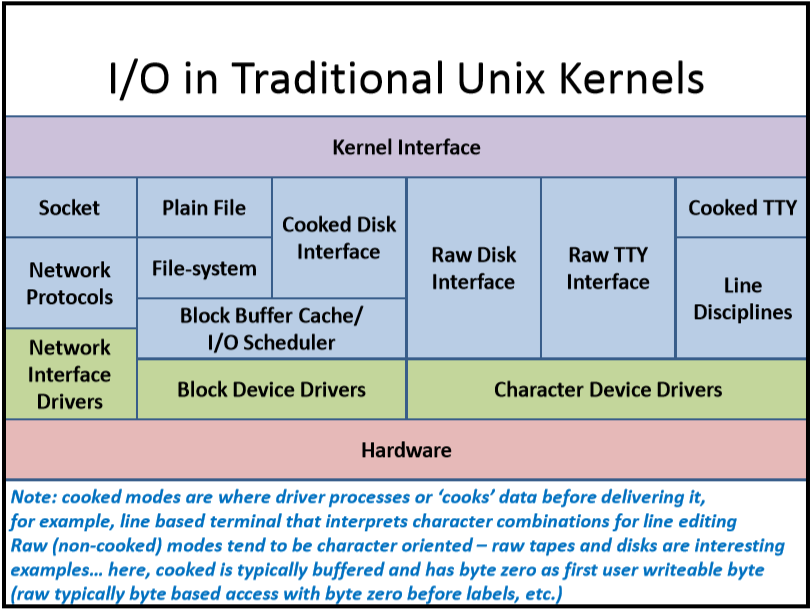 I/O in Traditional Unix Kernels
Kernel Interface
Socket
Plain File
Cooked Disk
Interface
Raw Disk
Interface
Raw TTY
Interface
Cooked TTY
Network
Protocols
File-system
Line
Disciplines
Block Buffer Cache/
I/O Scheduler
Network
Interface
Drivers
Block Device Drivers
Character Device Drivers
Hardware
Note: cooked modes are where driver processes or ‘cooks’ data before delivering it,
for example, line based terminal that interprets character combinations for line editing
Raw (non-cooked) modes tend to be character oriented – raw tapes and disks are interesting
examples... here, cooked is typically buffered and has byte zero as first user writeable byte
(raw typically byte based access with byte zero before labels, etc.)